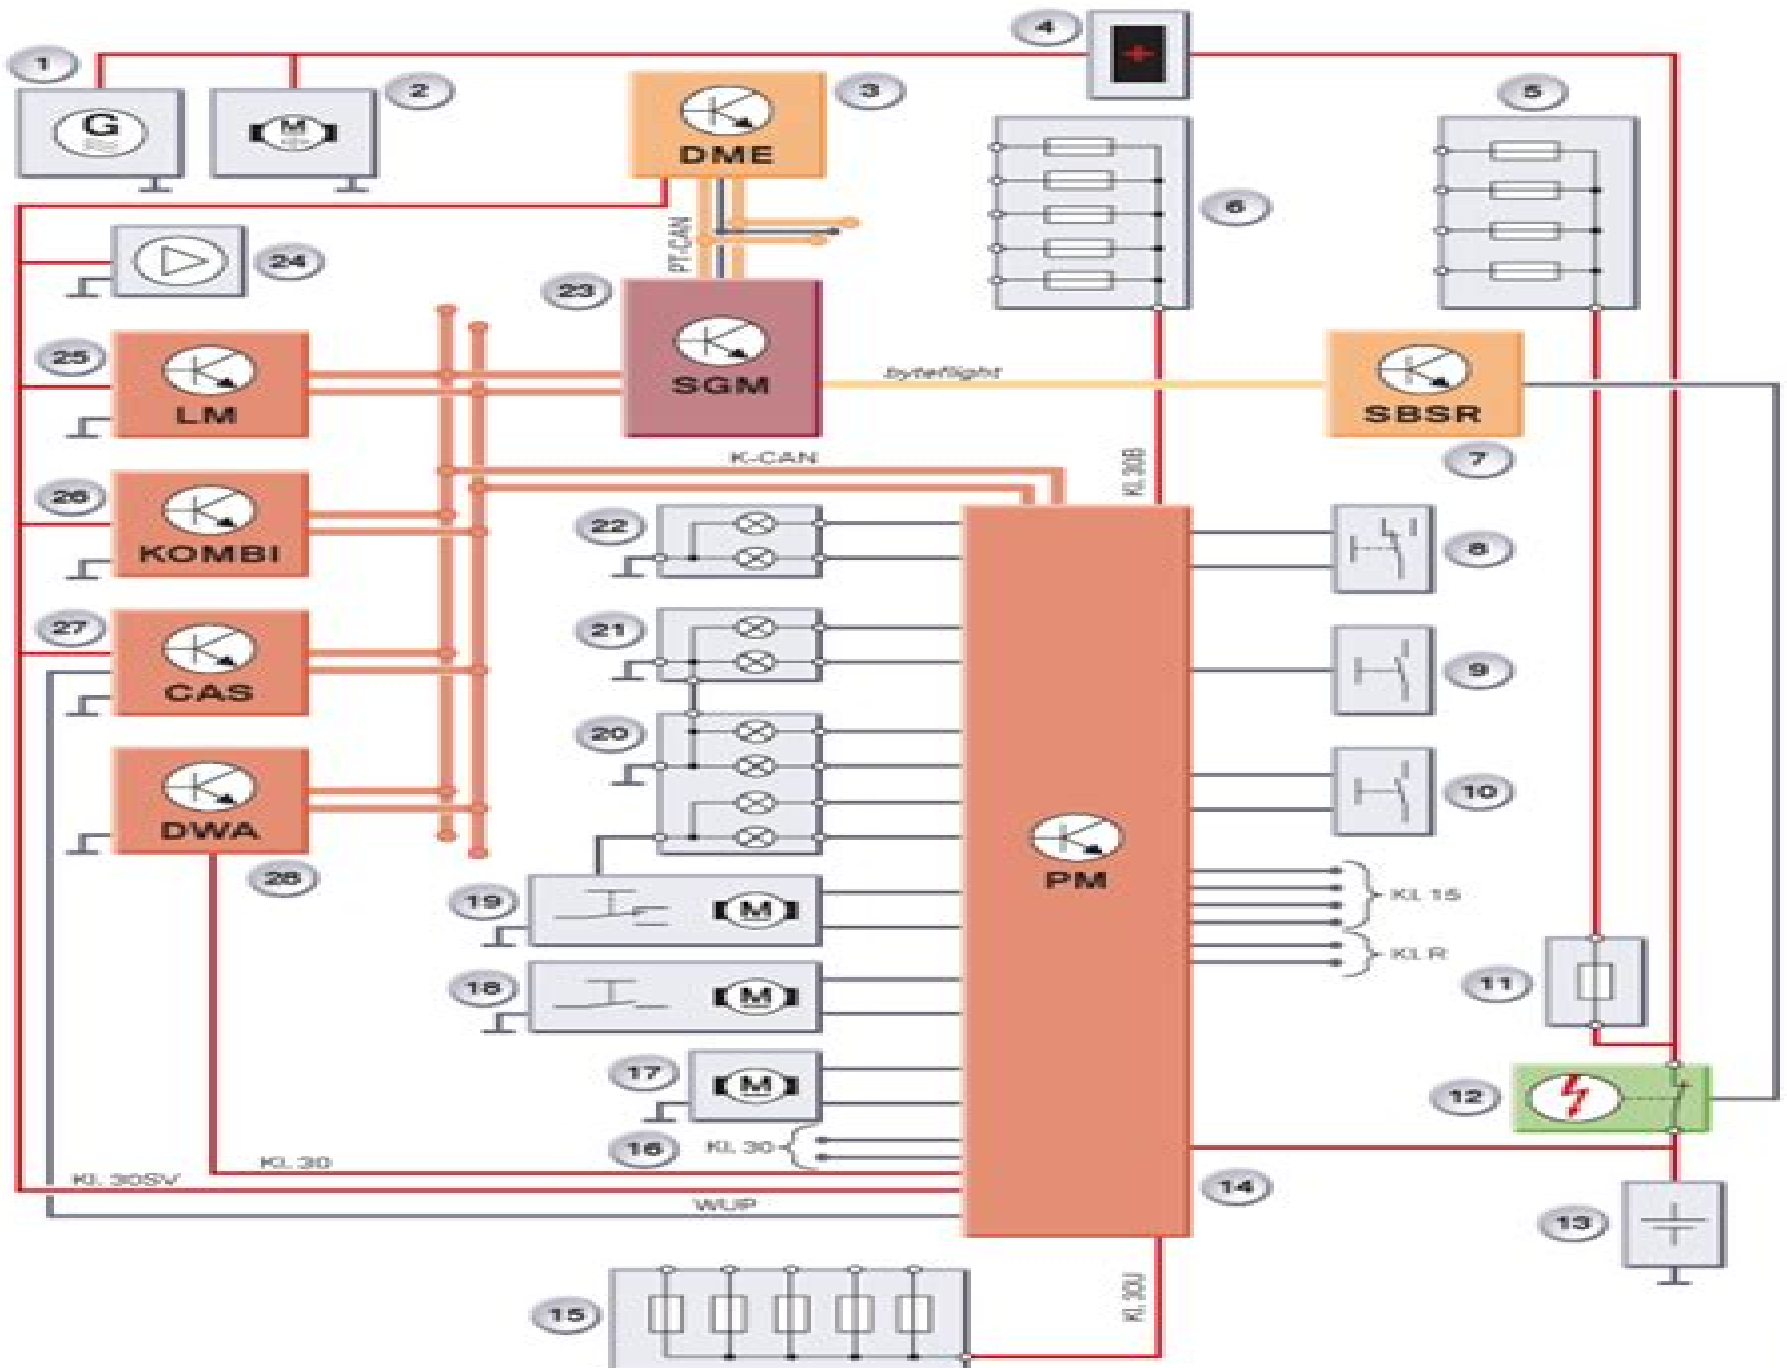 1
2
3
4
5
6
G
M
DME
PT-CAN
24
23
25
LM
SGM
byteflight
SBSR
7
K-CAN
Kl. 30B
26
KOMBI
22
8
27
CAS
21
9
20
10
DWA
28
PM
19
M
Kl. 15
Kl. R
18
M
11
17
M
12
16
Kl. 30
Kl. 30
Kl. 30SV
WUP
14
13
15
Kl. 30U